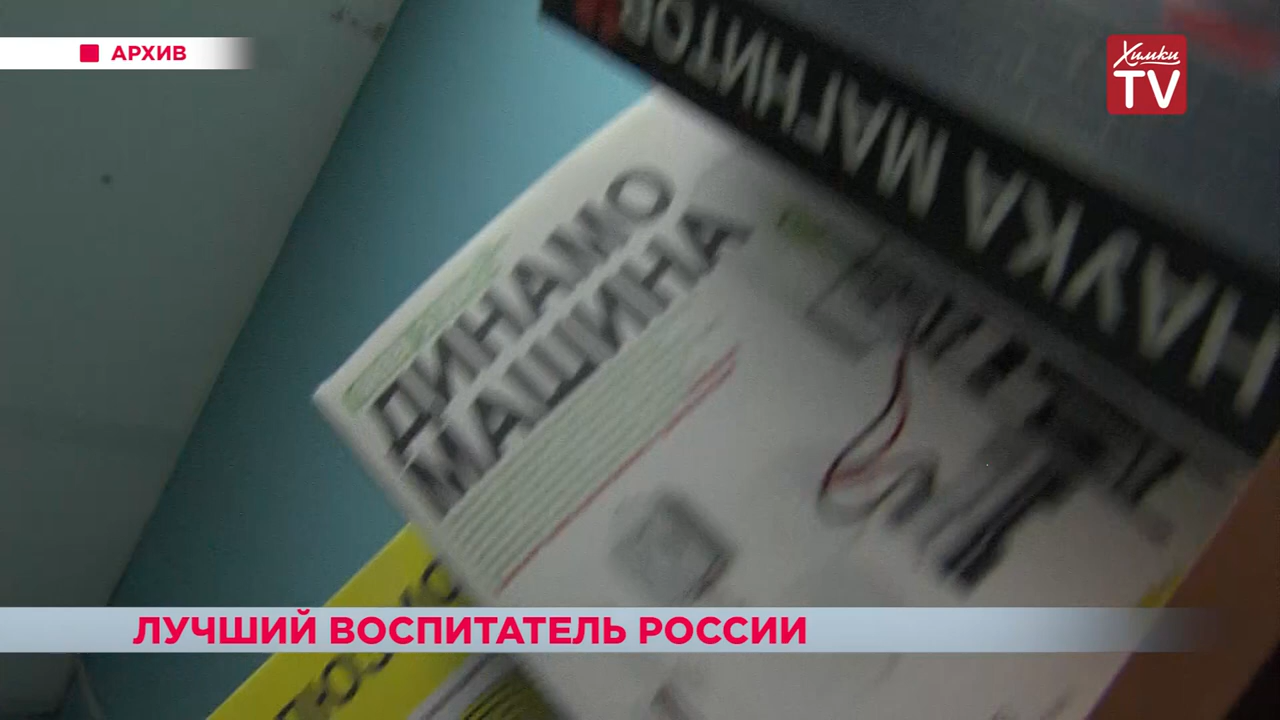 АРХИВ
Химки
TV
НАУКА МАГНИТОВ
ДИНАМО
МАШИНА
ЛУЧШИЙ ВОСПИТАТЕЛЬ РОССИИ